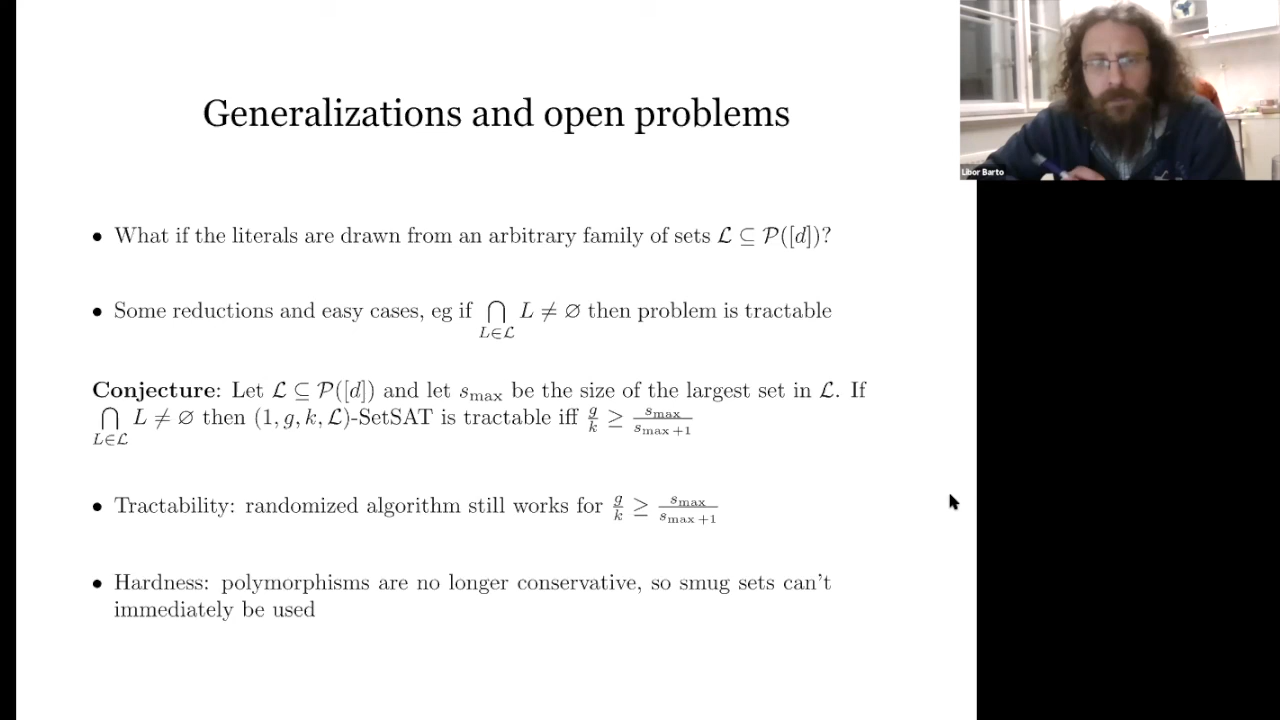 Generalizations and open problems
Libor Barto
• What if the literals are drawn from an arbitrary family of sets ℒ ⊆ 𝒫([d])?
• Some reductions and easy cases, eg if ⋂_{L∈ℒ} L ≠ ∅ then problem is tractable
Conjecture: Let ℒ ⊆ 𝒫([d]) and let s_max be the size of the largest set in ℒ. If
⋂_{L∈ℒ} L ≠ ∅ then (1, g, k, ℒ)-SetSAT is tractable iff g/k ≥ s_max/s_max +1
• Tractability: randomized algorithm still works for g/k ≥ s_max/s_max +1
• Hardness: polymorphisms are no longer conservative, so smug sets can't
immediately be used